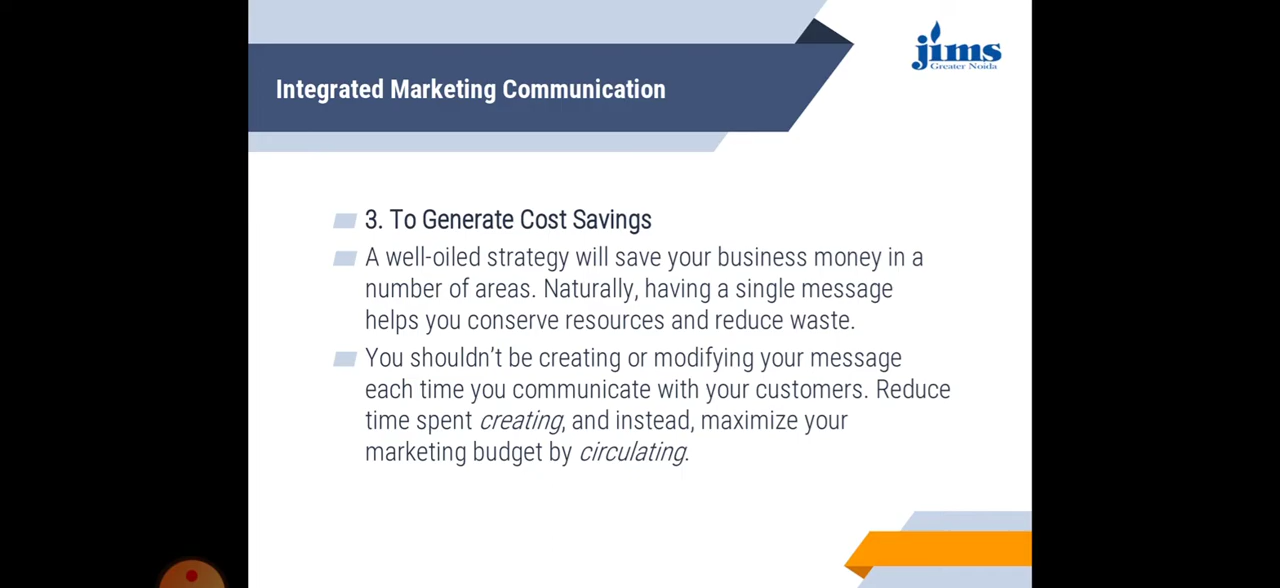 jims
Greater Noida
Integrated Marketing Communication
3. To Generate Cost Savings
A well-oiled strategy will save your business money in a
number of areas. Naturally, having a single message
helps you conserve resources and reduce waste.
You shouldn't be creating or modifying your message
each time you communicate with your customers. Reduce
time spent creating, and instead, maximize your
marketing budget by circulating.